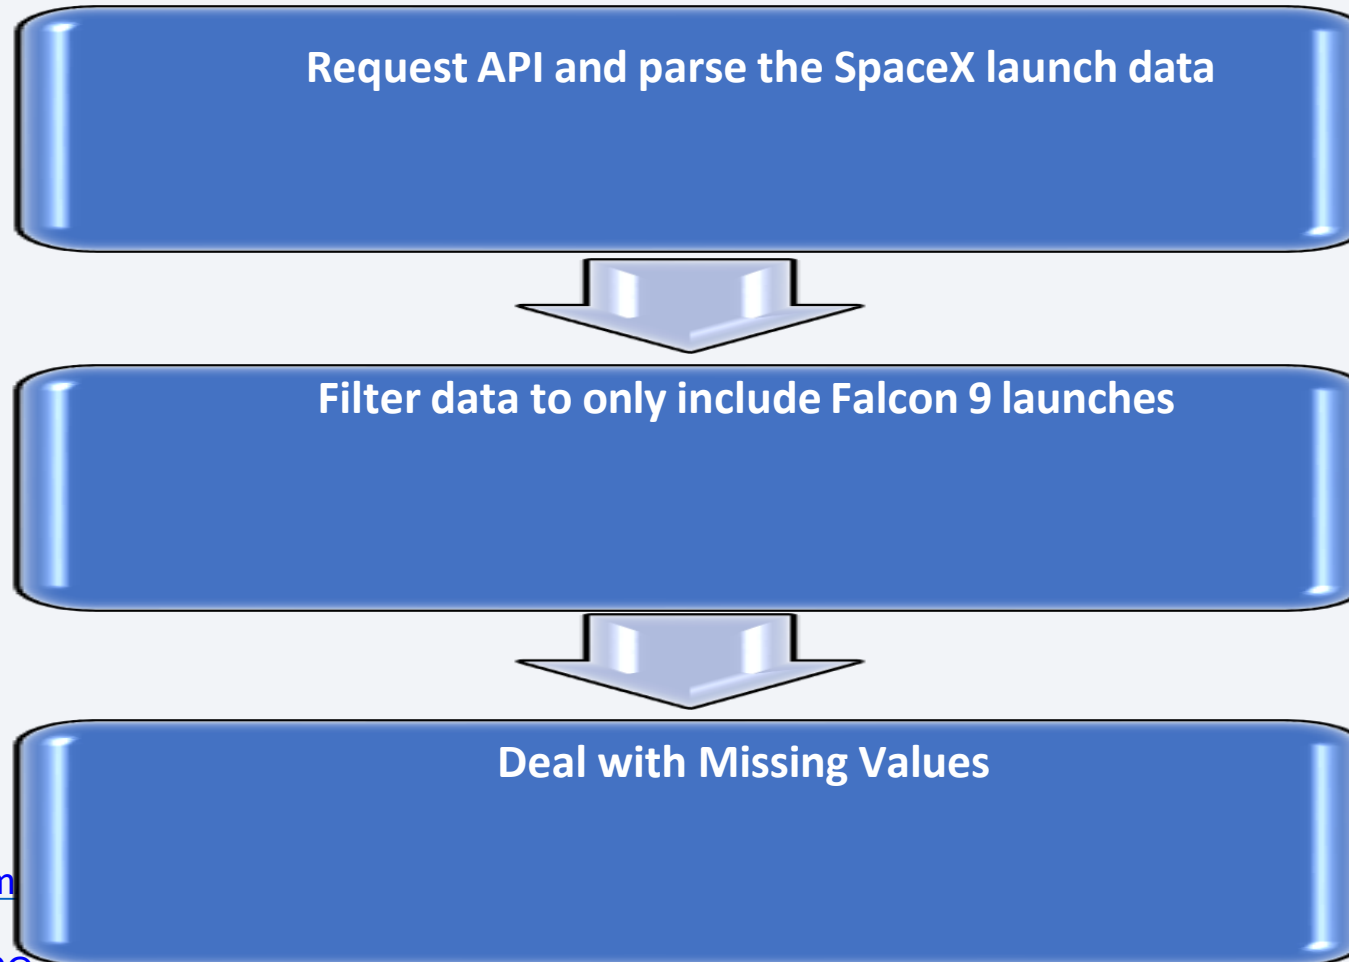 Request API and parse the SpaceX launch data
Filter data to only include Falcon 9 launches
Deal with Missing Values